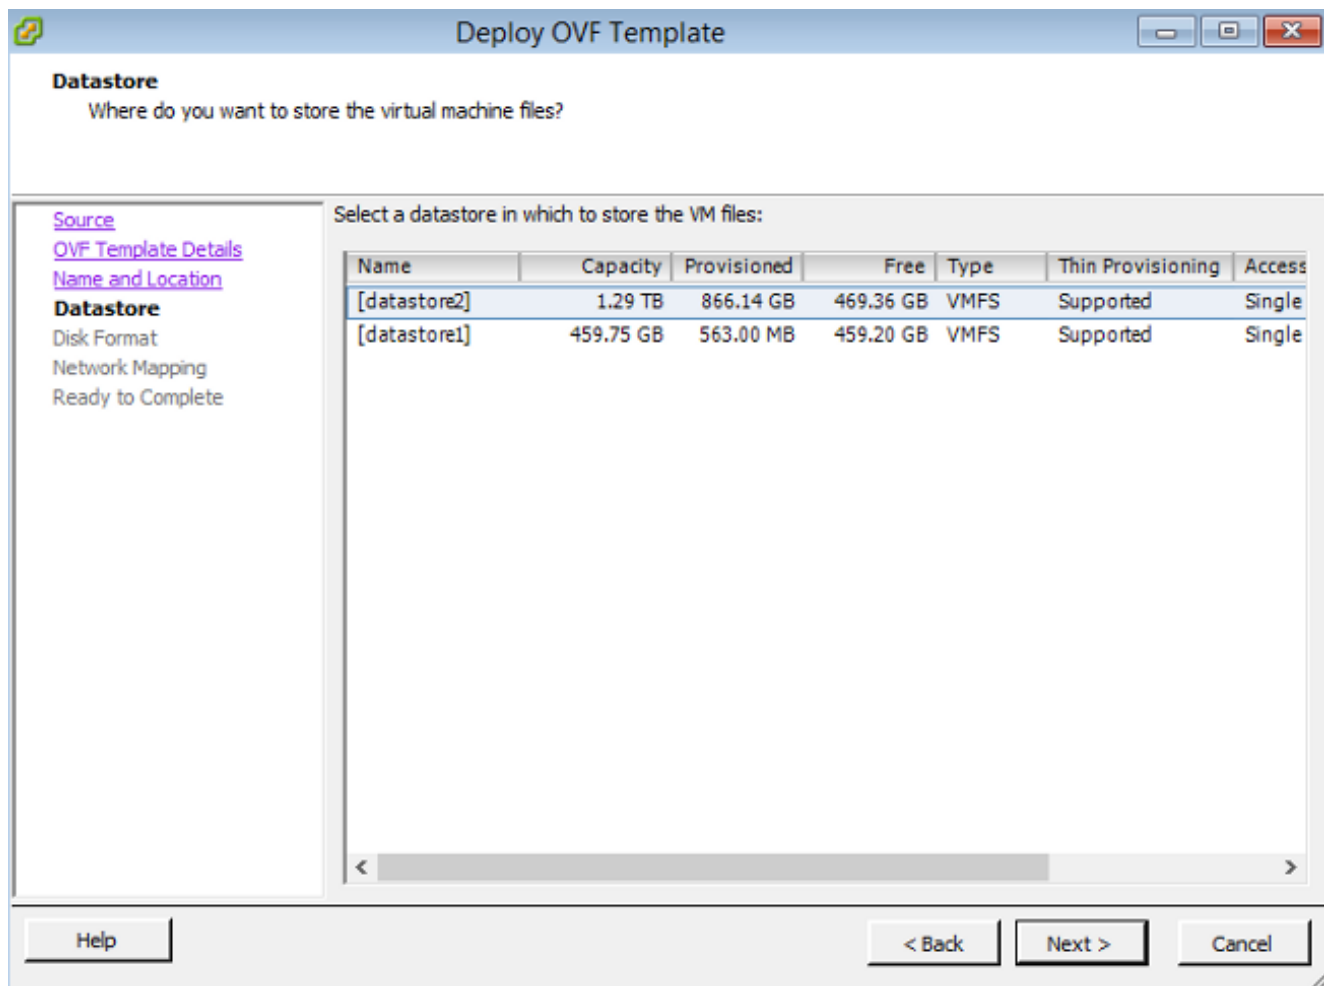 Deploy OVF Template
Datastore
Where do you want to store the virtual machine files?
Source
OVF Template Details
Name and Location
Datastore
Disk Format
Network Mapping
Ready to Complete
Select a datastore in which to store the VM files:
Name Capacity Provisioned Free Type Thin Provisioning Access
[datastore2] 1.29 TB 866.14 GB 469.36 GB VMFS Supported Single
[datastore1] 459.75 GB 563.00 MB 459.20 GB VMFS Supported Single
Help < Back Next > Cancel